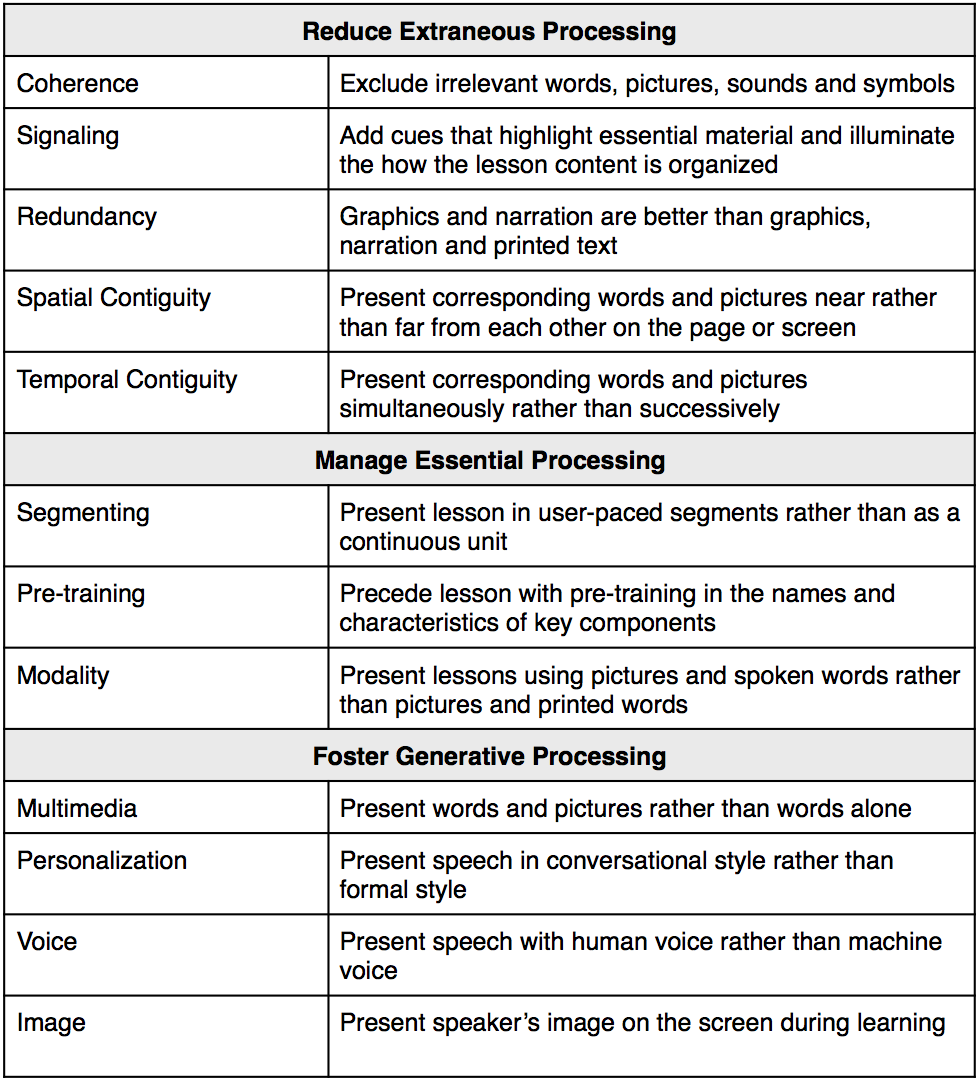 Reduce Extraneous Processing
Coherence
Exclude irrelevant words, pictures, sounds and symbols
Signaling
Add cues that highlight essential material and illuminate
the how the lesson content is organized
Redundancy
Graphics and narration are better than graphics,
narration and printed text
Spatial Contiguity
Present corresponding words and pictures near rather
than far from each other on the page or screen
Temporal Contiguity
Present corresponding words and pictures
simultaneously rather than successively
Manage Essential Processing
Segmenting
Present lesson in user-paced segments rather than as a
continuous unit
Pre-training
Precede lesson with pre-training in the names and
characteristics of key components
Modality
Present lessons using pictures and spoken words rather
than pictures and printed words
Foster Generative Processing
Multimedia
Present words and pictures rather than words alone
Personalization
Present speech in conversational style rather than
formal style
Voice
Present speech with human voice rather than machine
voice
Image
Present speaker’s image on the screen during learning